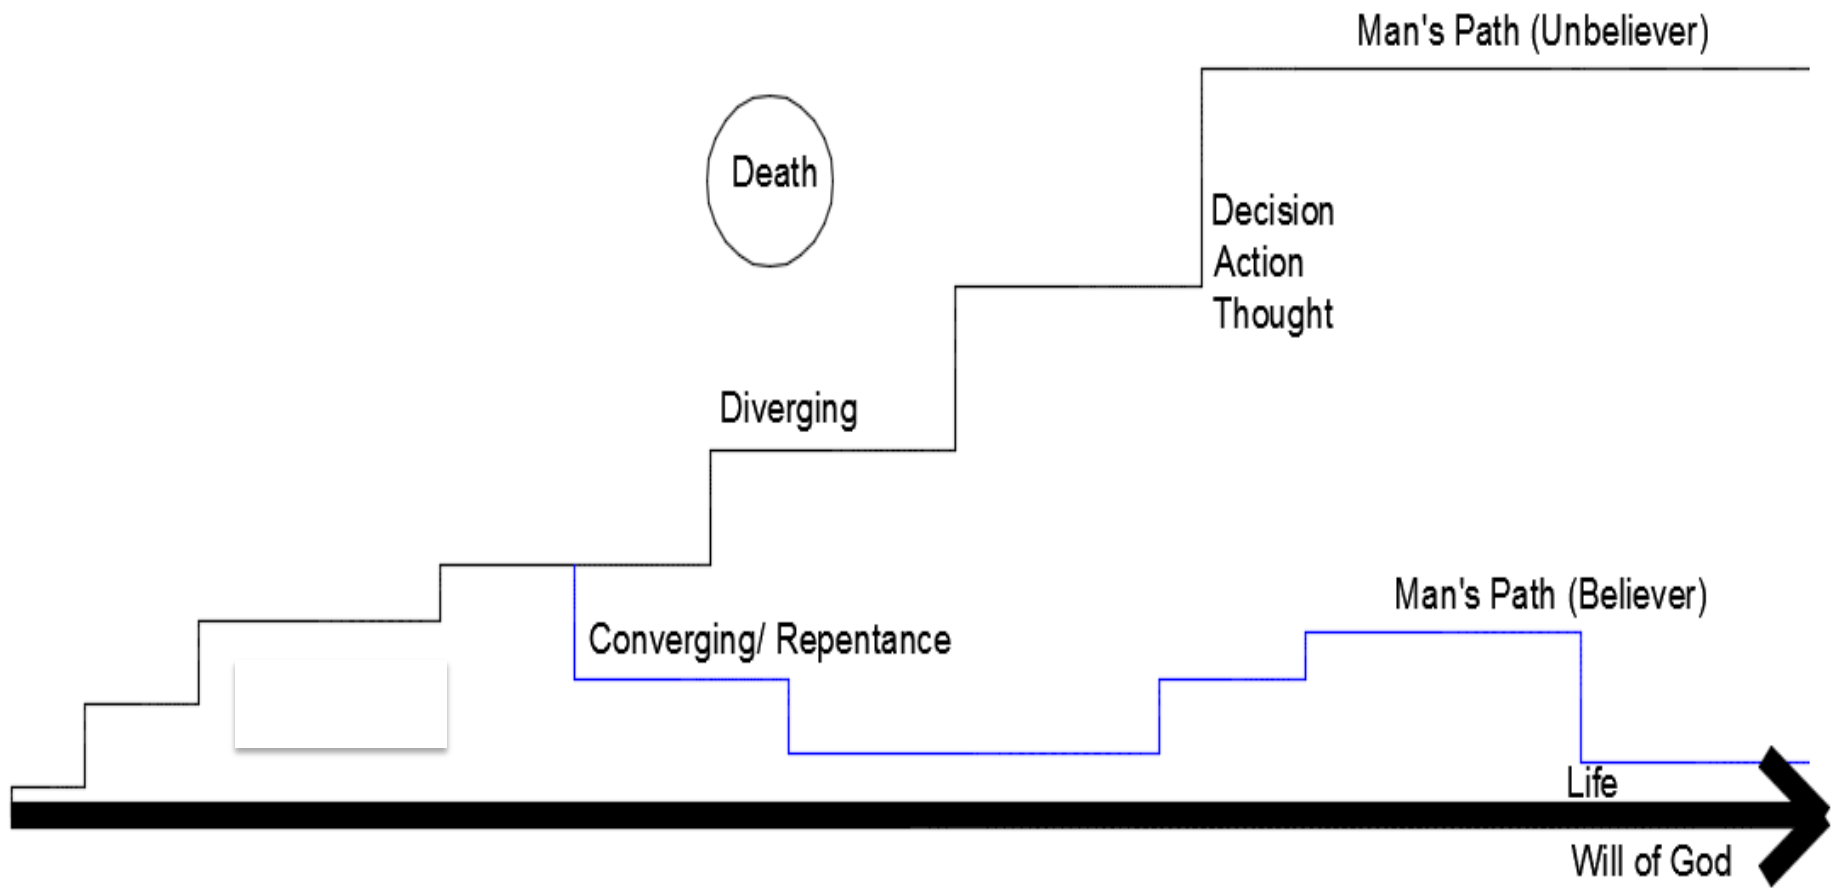 Man's Path (Unbeliever)
Death
Decision
Action
Thought
Diverging
Man's Path (Believer)
Converging/ Repentance
Life
Will of God